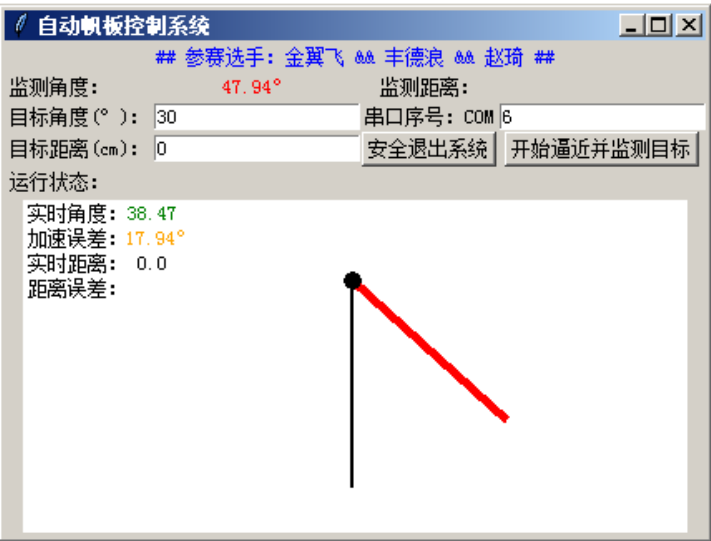 自动帆板控制系统
## 参赛选手: 金翼飞 && 丰德浪 && 赵琦 ##
监测角度: 47.94° 监测距离:
目标角度(° ): 30 串口序号: COM 6
目标距离(cm): 0 安全退出系统 开始逼近并监测目标
运行状态:
实时角度: 38.47
加速误差: 17.94°
实时距离: 0.0
距离误差: